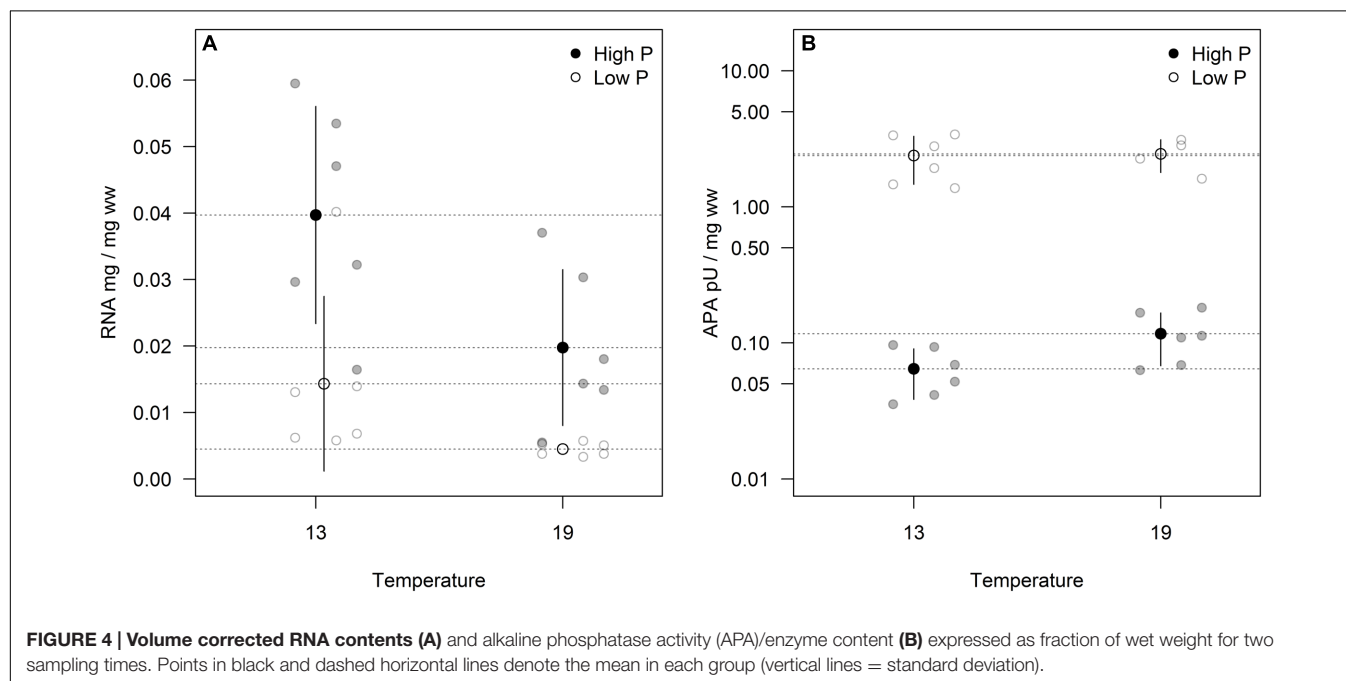 A
High P
Low P
0.06
0.05
0.04
0.03
0.02
0.01
0.00
RNA mg / mg ww
13
19
Temperature
B
High P
Low P
10.00
5.00
1.00
0.50
0.10
0.05
0.01
APA pU / mg ww
13
19
Temperature
FIGURE 4 | Volume corrected RNA contents (A) and alkaline phosphatase activity (APA)/enzyme content (B) expressed as fraction of wet weight for two
sampling times. Points in black and dashed horizontal lines denote the mean in each group (vertical lines = standard deviation).